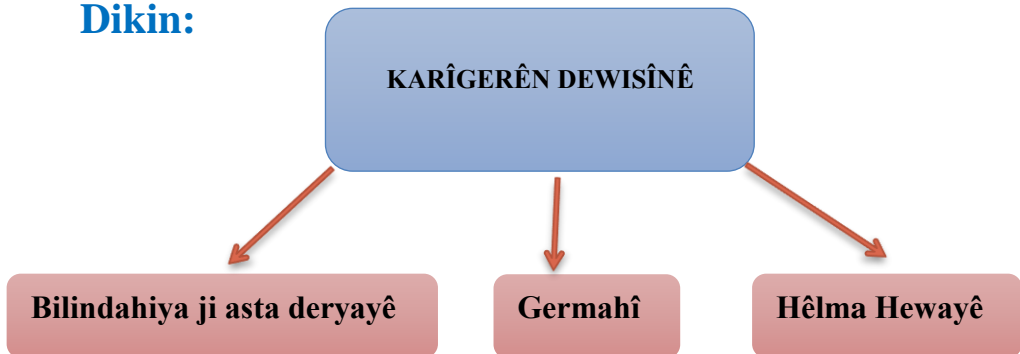 Dikin:
KARÎGERÊN DEWISÎNÊ
Bilindahiya ji asta deryayê
Germahî
Hêlma Hewayê